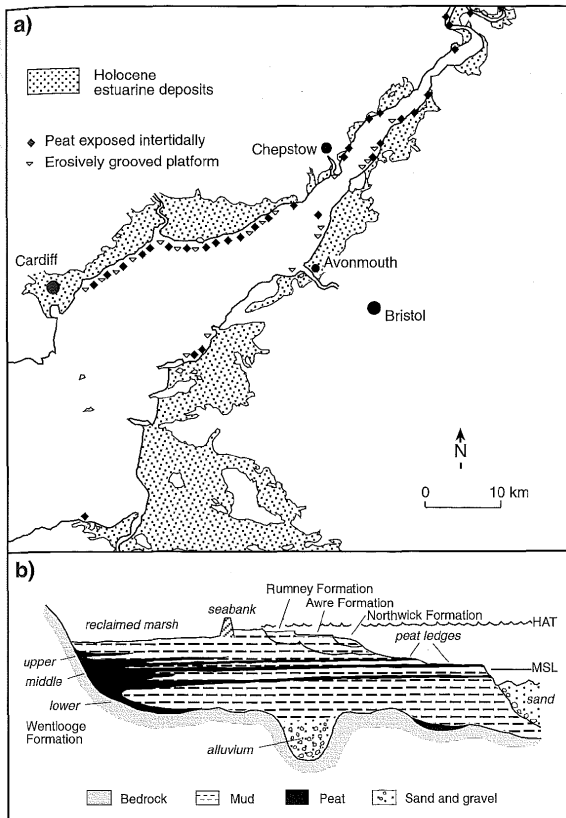 a)
Holocene
estuarine deposits
Peat exposed intertidally
Erosively grooved platform
Chepstow
Cardiff
Avonmouth
Bristol
N
0 10 km
b)
Rumney Formation
Awre Formation
Northwick Formation
seabank
reclaimed marsh
HAT
peat ledges
upper
middle
lower
MSL
sand
Wentlooge
Formation
alluvium
Bedrock Mud Peat Sand and gravel